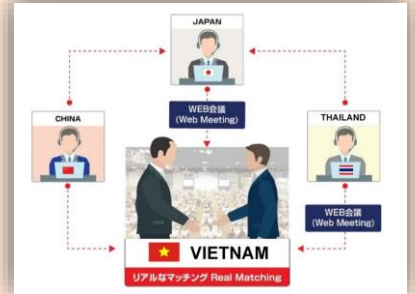 JAPAN
WEB会議
(Web Meeting)
CHINA
THAILAND
WEB会議
(Web Meeting)
VIETNAM
リアルなマッチング Real Matching